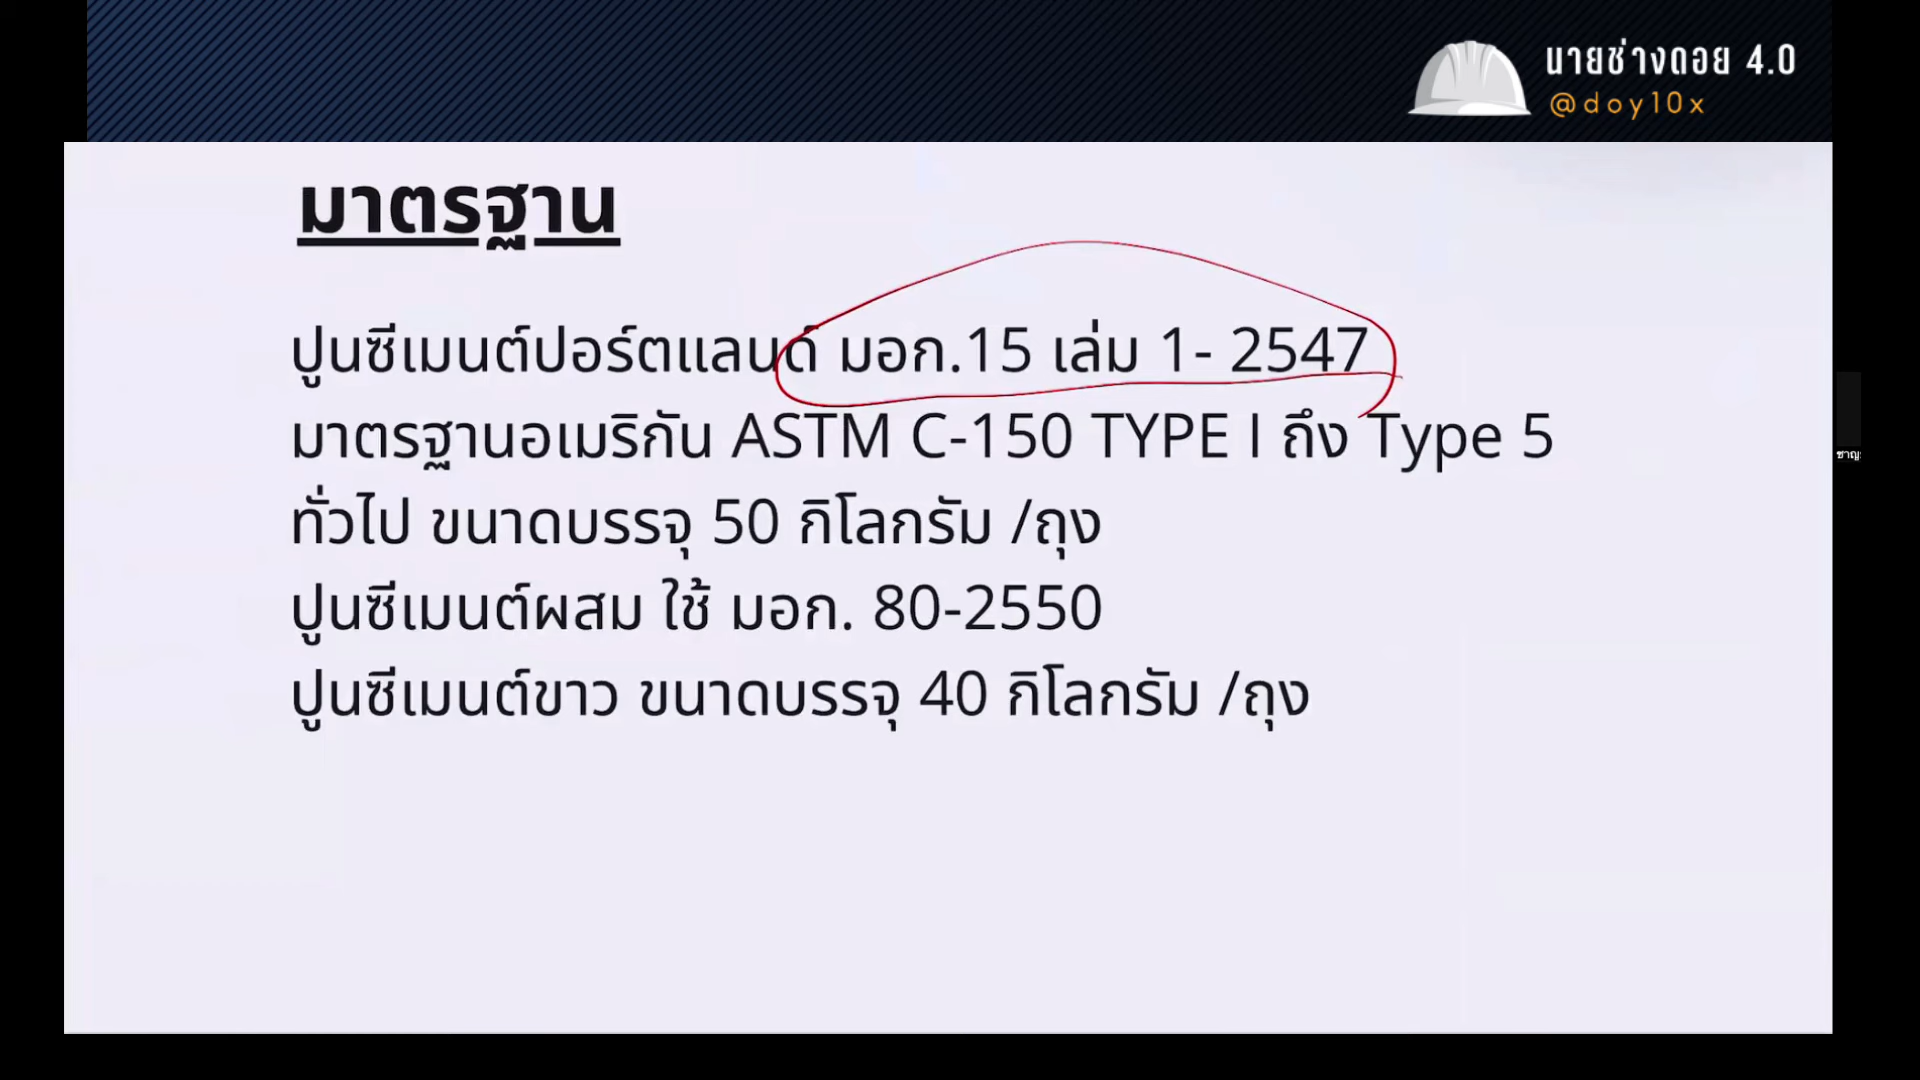 นายช่างดอย 4.0
@doy10x
มาตรฐาน
ปูนซีเมนต์ปอร์ตแลนด์ มอก.15 เล่ม 1- 2547
มาตรฐานอเมริกัน ASTM C-150 TYPE I ถึง Type 5
ทั่วไป ขนาดบรรจุ 50 กิโลกรัม /ถุง
ปูนซีเมนต์ผสม ใช้ มอก. 80-2550
ปูนซีเมนต์ขาว ขนาดบรรจุ 40 กิโลกรัม /ถุง